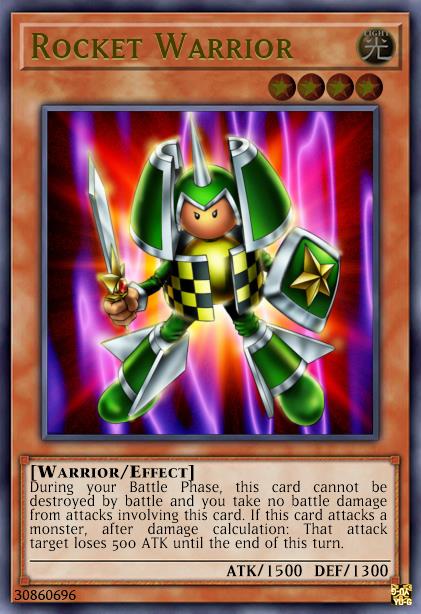 ROCKET WARRIOR
LIGHT
光
[WARRIOR/EFFECT]
During your Battle Phase, this card cannot be
destroyed by battle and you take no battle damage
from attacks involving this card. If this card attacks a
monster, after damage calculation: That attack
target loses 500 ATK until the end of this turn.
ATK/1500 DEF/1300
30860696